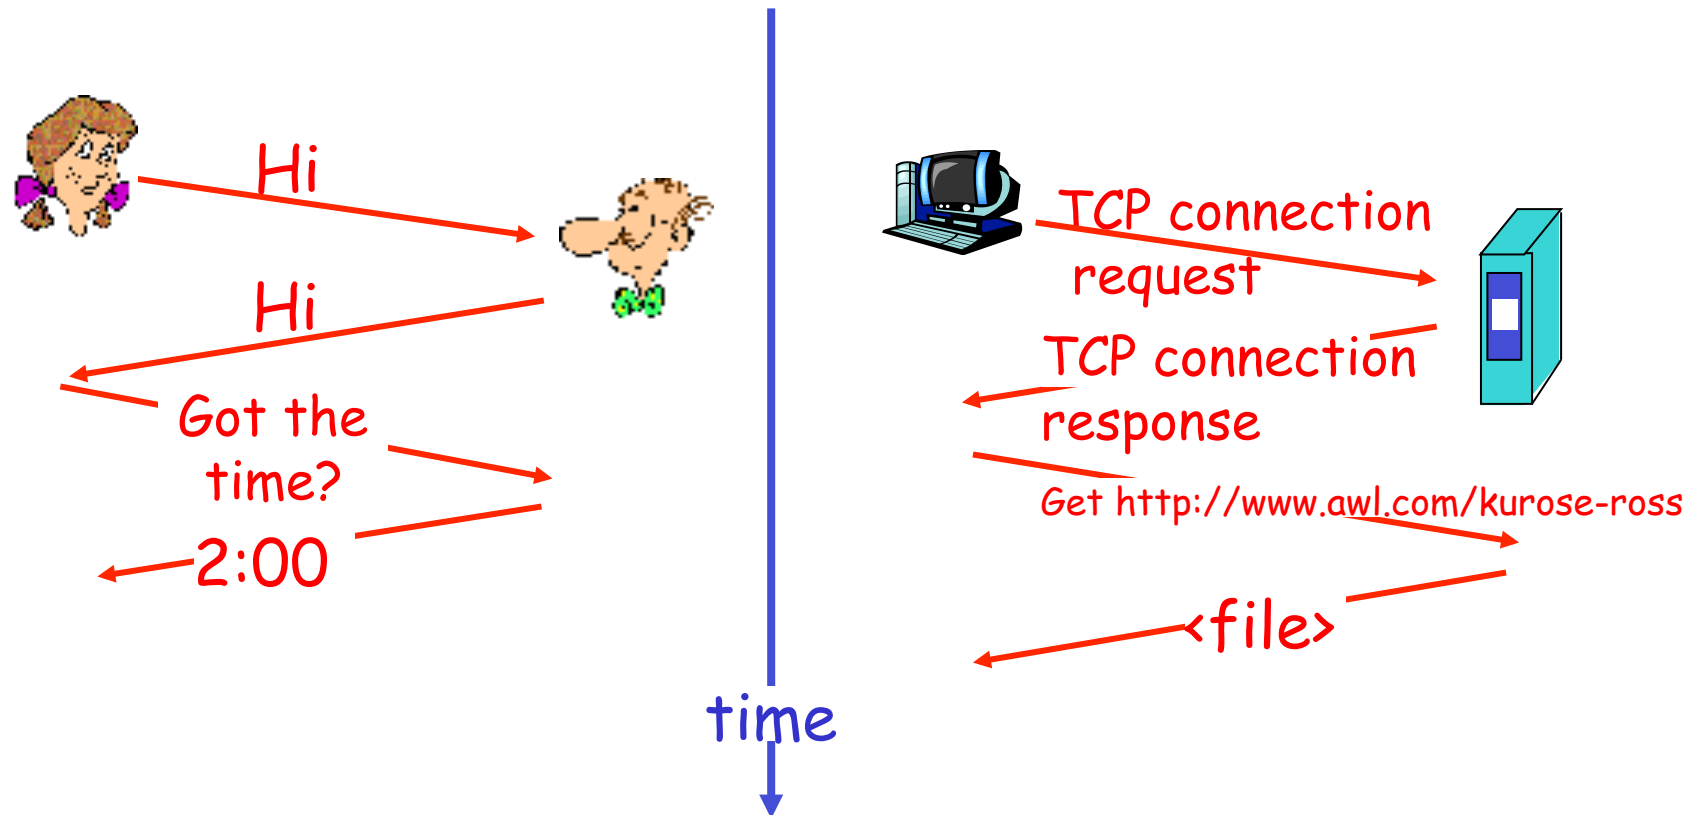 Hi
Hi
Got the
time?
2:00
time
TCP connection
request
TCP connection
response
Get http://www.awl.com/kurose-ross
<file>